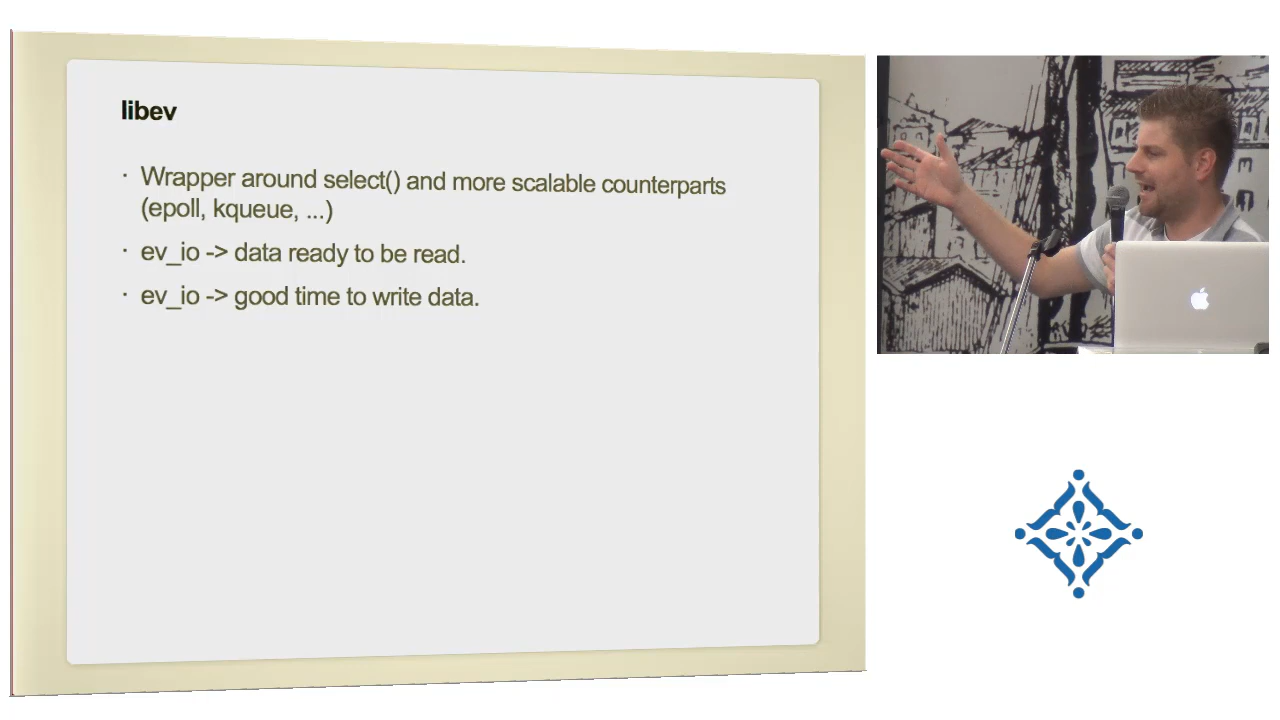 libev
· Wrapper around select() and more scalable counterparts
(epoll, kqueue, ...)
· ev_io -> data ready to be read.
· ev_io -> good time to write data.